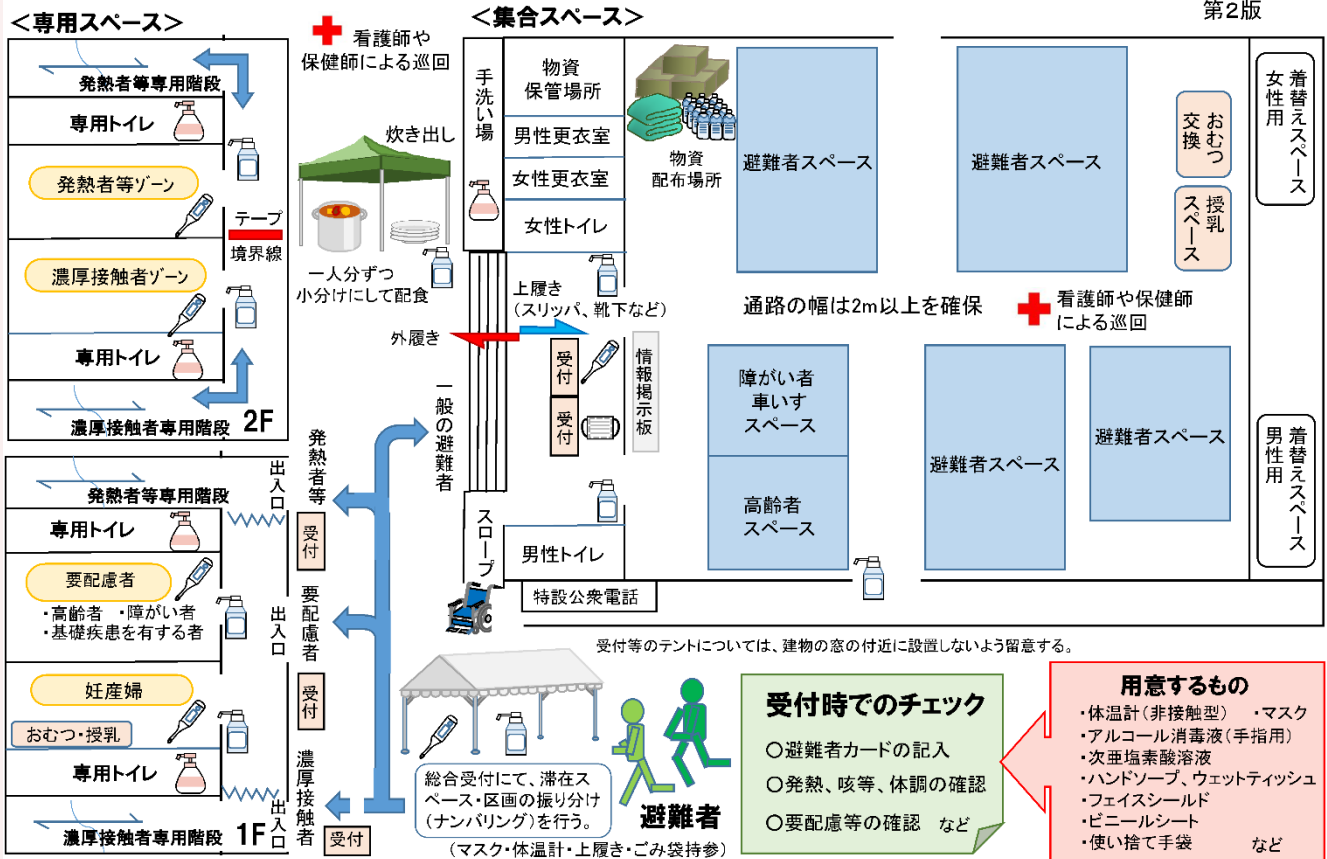 第2版
＜専用スペース＞
発熱者等専用階段
専用トイレ
発熱者等ゾーン
テープ
境界線
濃厚接触者ゾーン
専用トイレ
濃厚接触者専用階段
2F
看護師や
保健師による巡回
炊き出し
一人分ずつ
小分けにして配食
発熱者等専用階段
出入口
専用トイレ
要配慮者
・高齢者 ・障がい者
・基礎疾患を有する者
出入口
妊産婦
おむつ・授乳
専用トイレ
濃厚接触者専用階段
1F
出入口
発熱者等
受付
要配慮者
受付
濃厚接触者
受付
一般の避難者
＜集合スペース＞
手洗い場
物資
保管場所
男性更衣室
女性更衣室
女性トイレ
物資
配布場所
避難者スペース
避難者スペース
おむつ
交換
授乳
スペース
着替えスペース
女性用
上履き
(スリッパ、靴下など)
外履き
通路の幅は2m以上を確保
看護師や保健師
による巡回
受付
受付
情報掲示板
障がい者
車いす
スペース
高齢者
スペース
避難者スペース
避難者スペース
着替えスペース
男性用
スロープ
男性トイレ
特設公衆電話
受付等のテントについては、建物の窓の付近に設置しないよう留意する。
総合受付にて、滞在ス
ペース・区画の振り分け
(ナンバリング)を行う。
避難者
(マスク・体温計・上履き・ごみ袋持参)
受付時でのチェック
○避難者カードの記入
○発熱、咳等、体調の確認
○要配慮等の確認 など
用意するもの
・体温計(非接触型) ・マスク
・アルコール消毒液(手指用)
・次亜塩素酸溶液
・ハンドソープ、ウェットティッシュ
・フェイスシールド
・ビニールシート
・使い捨て手袋 など